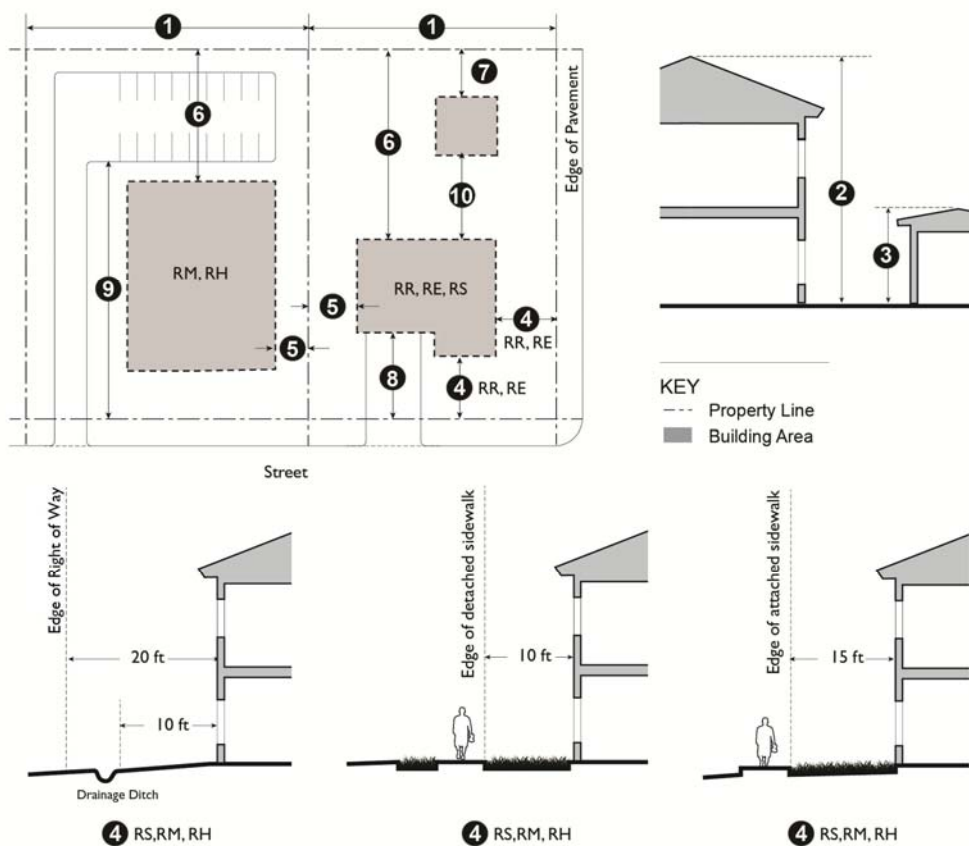 1
1
6
7
6
10
9
RM, RH
RR, RE, RS
5
5
4
RR, RE
8
4 RR, RE
Edge of Pavement
Street
2
3
KEY
Property Line
Building Area
Edge of Right of Way
20 ft
10 ft
Drainage Ditch
4 RS,RM, RH
Edge of detached sidewalk
10 ft
4 RS,RM, RH
Edge of attached sidewalk
15 ft
4 RS,RM, RH